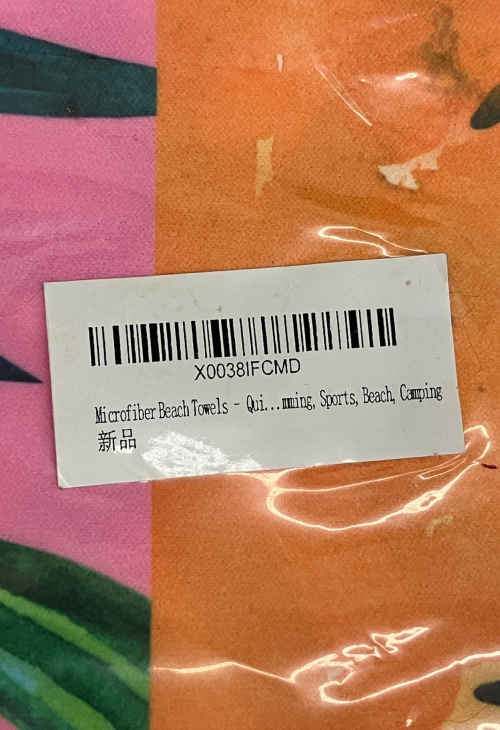 X0038IFCMD
Microfiber Beach Towels - Qui...mming, Sports, Beach, Camping
新品